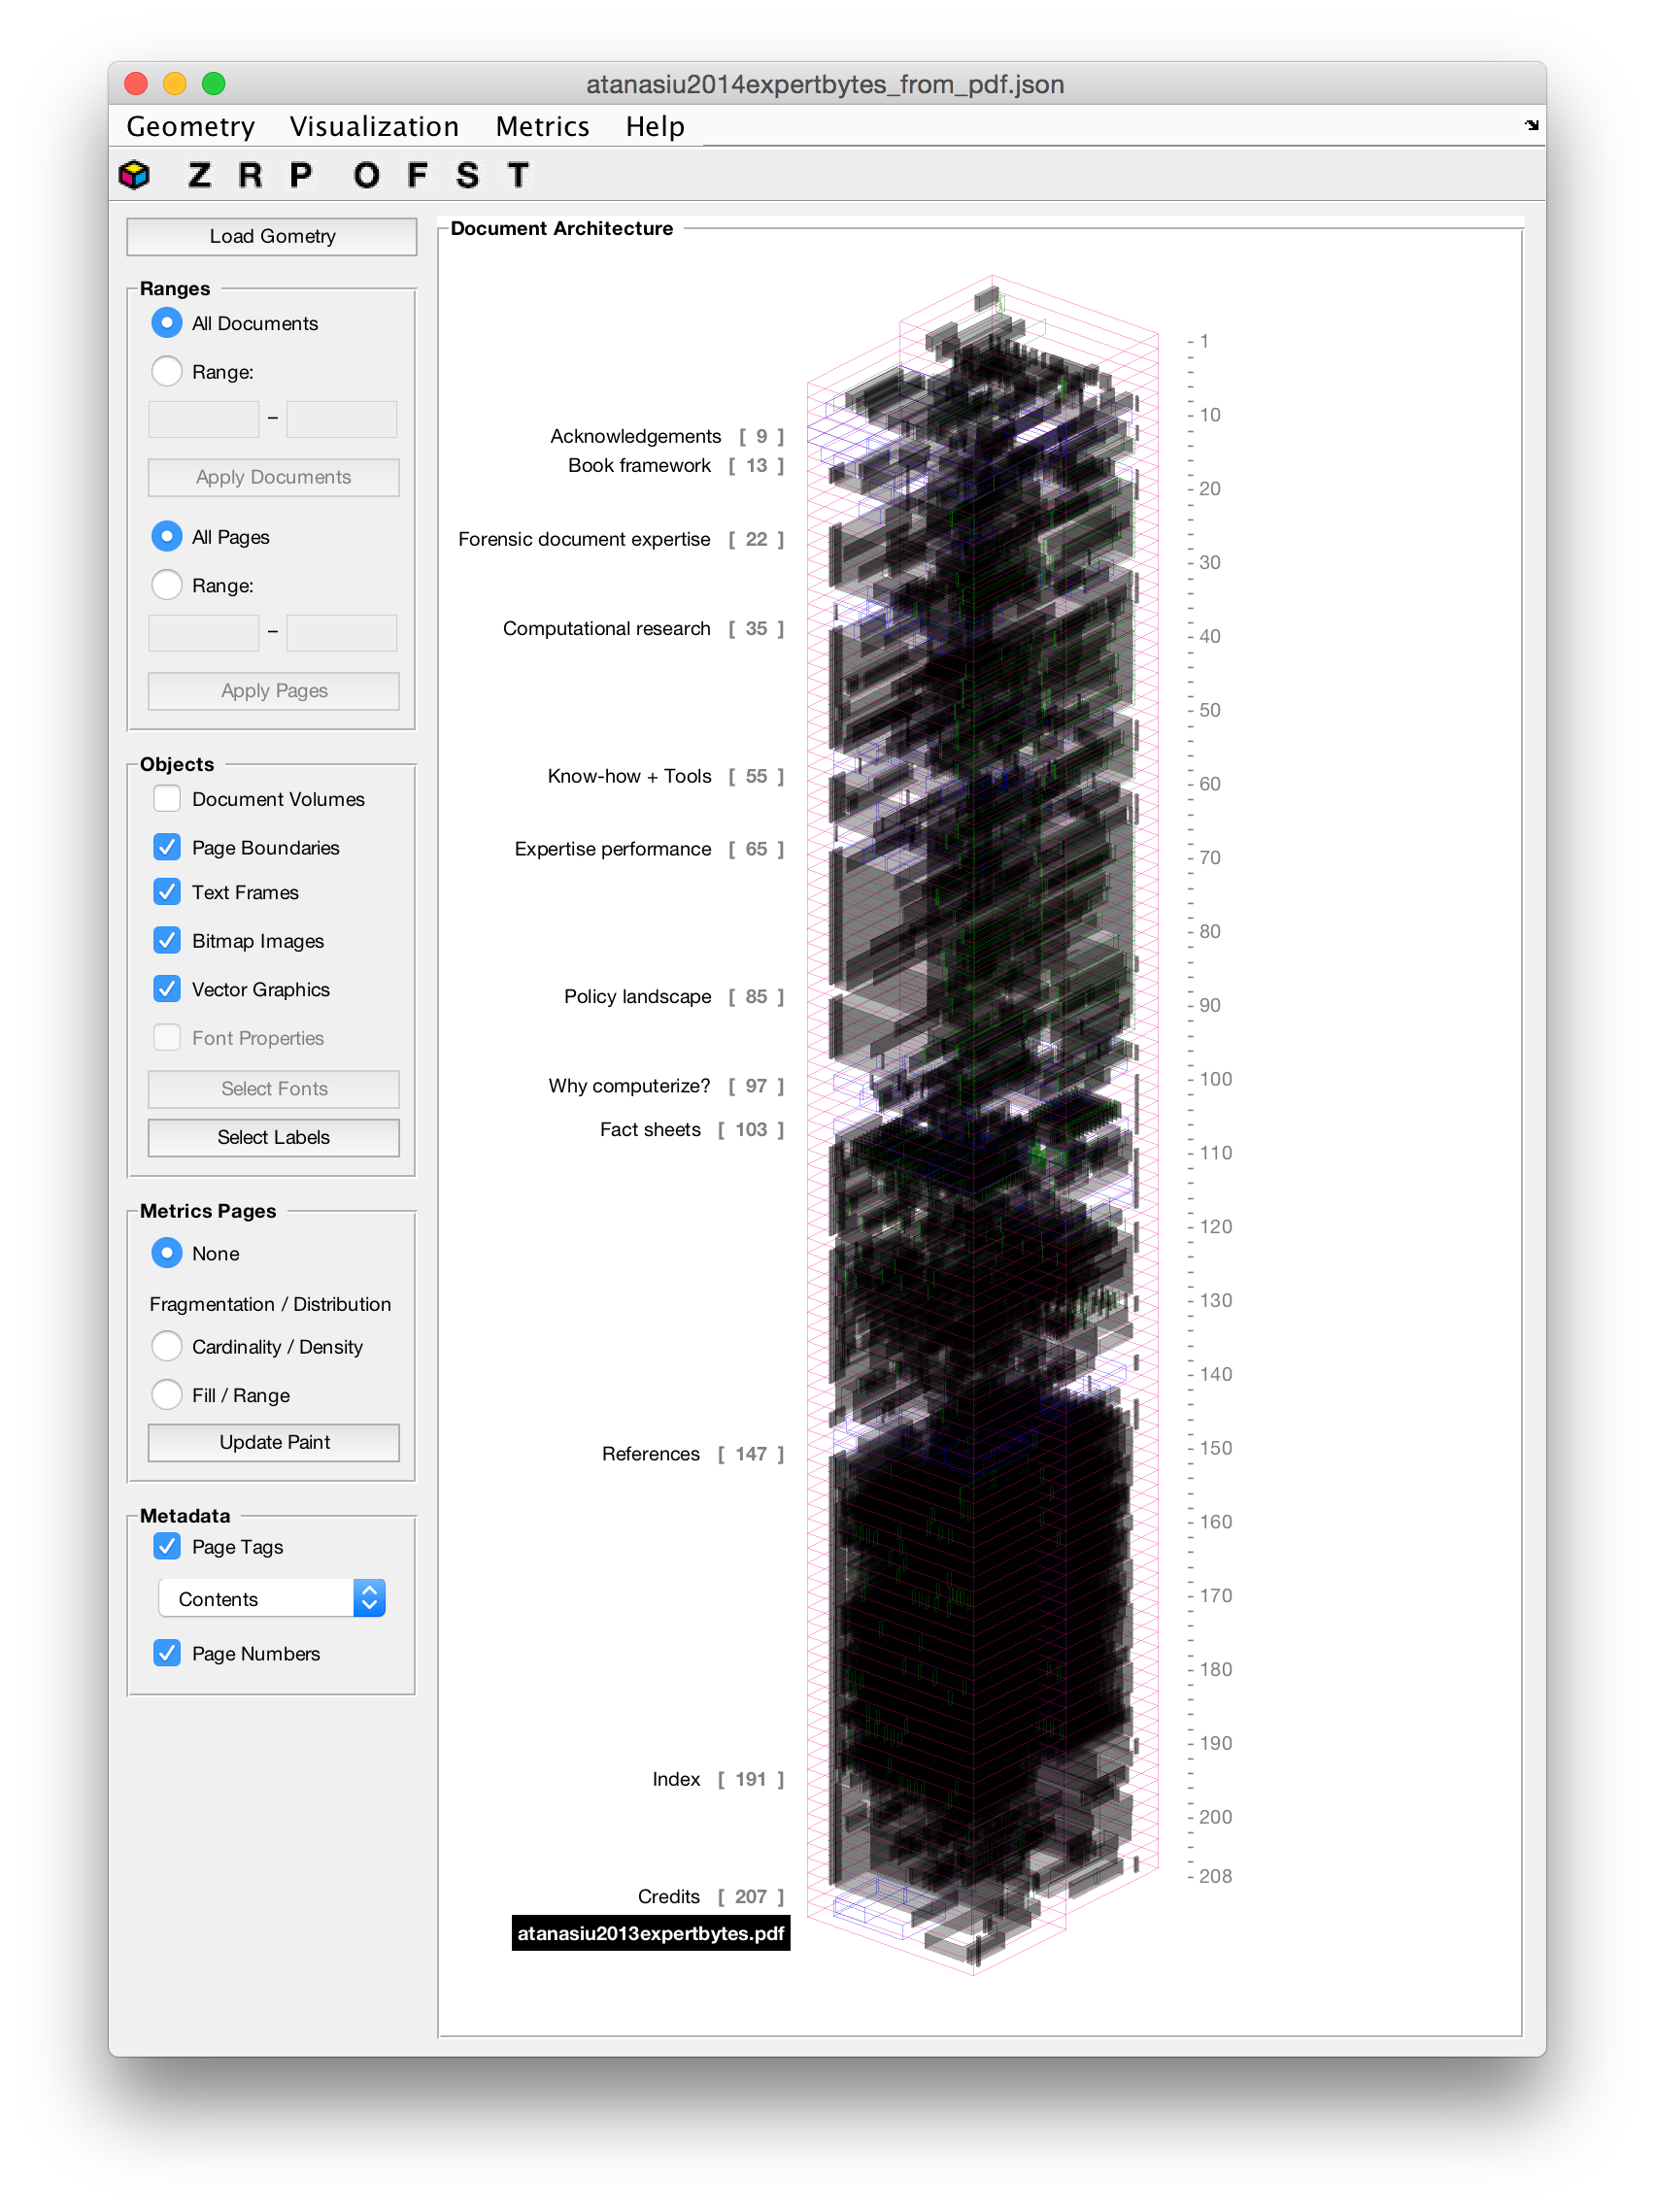 atanasiu2014expertbytes_from_pdf.json
Geometry Visualization Metrics Help
Z R P O F S T
Load Gometry
Ranges
All Documents
Range:
–
Apply Documents
All Pages
Range:
–
Apply Pages
Objects
Document Volumes
Page Boundaries
Text Frames
Bitmap Images
Vector Graphics
Font Properties
Select Fonts
Select Labels
Metrics Pages
None
Fragmentation / Distribution
Cardinality / Density
Fill / Range
Update Paint
Metadata
Page Tags
Contents
Page Numbers
Document Architecture
Acknowledgements [ 9 ]
Book framework [ 13 ]
Forensic document expertise [ 22 ]
Computational research [ 35 ]
Know-how + Tools [ 55 ]
Expertise performance [ 65 ]
Policy landscape [ 85 ]
Why computerize? [ 97 ]
Fact sheets [ 103 ]
References [ 147 ]
Index [ 191 ]
Credits [ 207 ]
atanasiu2013expertbytes.pdf
1
10
20
30
40
50
60
70
80
90
100
110
120
130
140
150
160
170
180
190
200
208